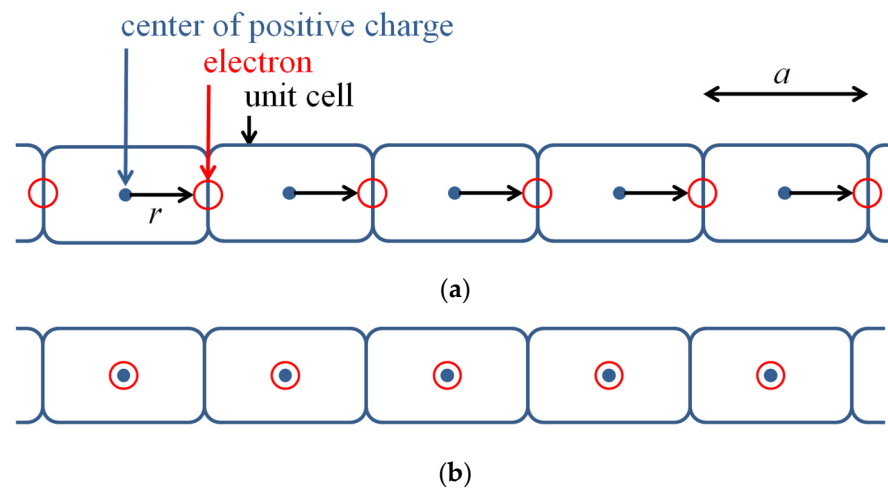 center of positive charge
electron
unit cell
a
r
(a)
(b)